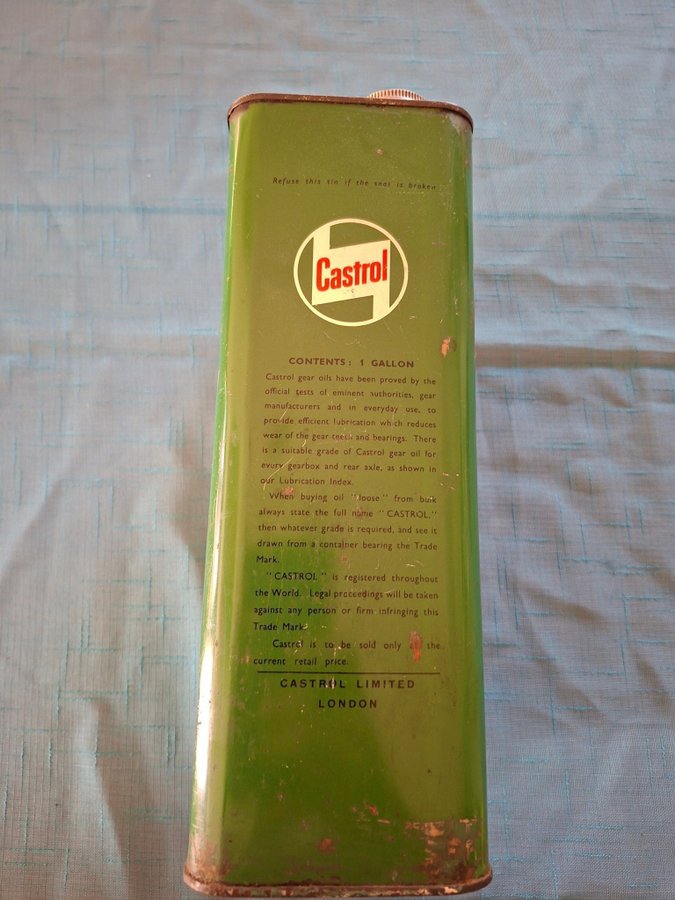 Refuse this tin if the seal is broken
Castrol
CONTENTS: 1 GALLON
Castrol gear oils have been proved by the
official tests of eminent authorities, gear
manufacturers and in everyday use, to
provide efficient lubrication which reduces
wear of the gear teeth and bearings. There
is a suitable grade of Castrol gear oil for
every gearbox and rear axle, as shown in
our Lubrication Index.
When buying oil "loose" from bulk
always state the full name "CASTROL,"
then whatever grade is required, and see it
drawn from a container bearing the Trade
Mark.
"CASTROL" is registered throughout
the World. Legal proceedings will be taken
against any person or firm infringing this
Trade Mark.
Castrol is to be sold only at the
current retail price.
CASTROL LIMITED
LONDON